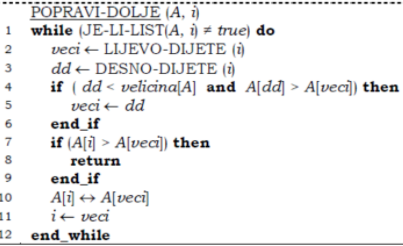 POPRAVI-DOLJE (A, i)
1 while (JE-LI-LIST(A, i) ≠ true) do
2 veci ← LIJEVO-DIJETE (i)
3 dd ← DESNO-DIJETE (i)
4 if ( dd < velicina[A] and A[dd] > A[veci]) then
5 veci ← dd
6 end_if
7 if (A[i] > A[veci]) then
8 return
9 end_if
10 A[i] ↔ A[veci]
11 i ← veci
12 end_while